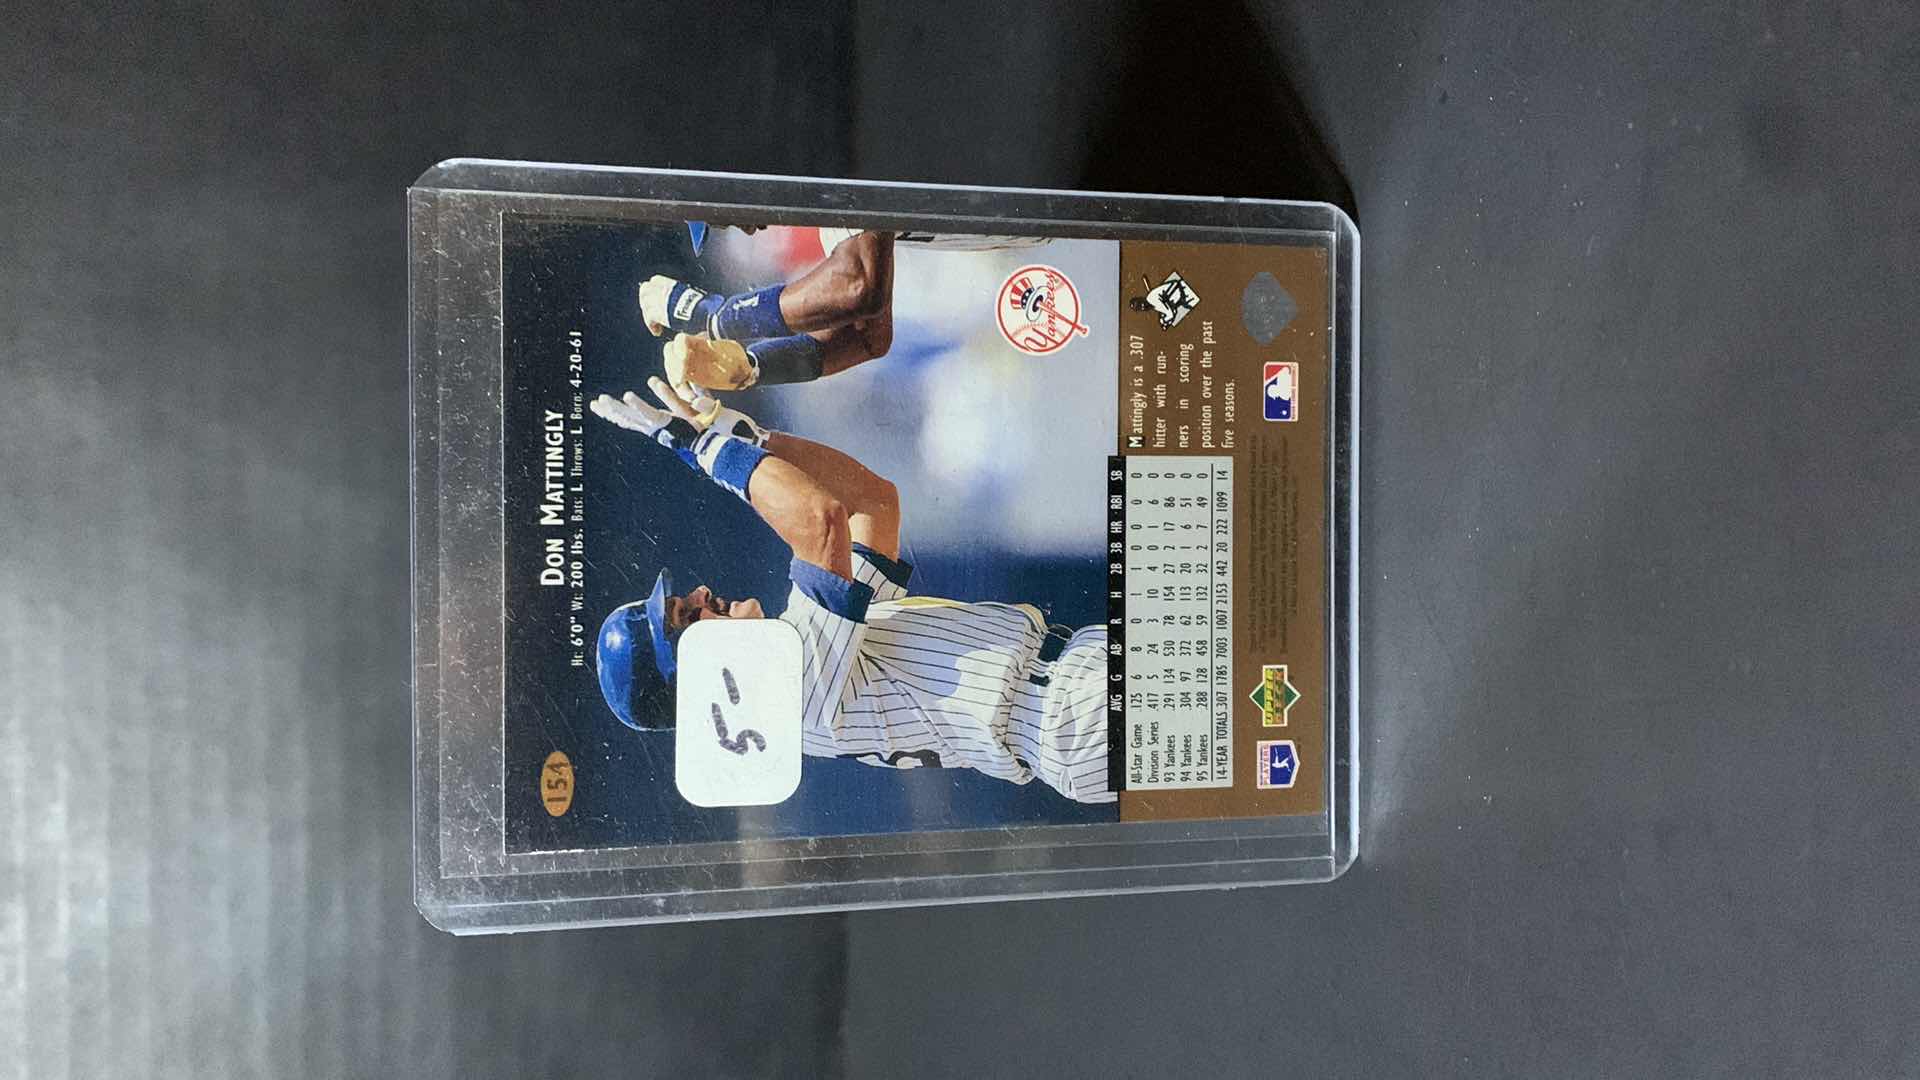 154
DON MATTINGLY
Ht: 6'0" Wt: 200 lbs. Bats: L Throws: L Born: 4-20-61
5-
Franklin
Yankees
AVG G AB R H 2B 3B HR RBI SB
All-Star Game .125 6 8 0 1 1 0 0 0 0
Division Series .417 5 24 3 10 4 0 1 6 0
93 Yankees .291 134 530 78 154 27 2 17 86 0
94 Yankees .304 97 372 62 113 20 1 6 51 0
95 Yankees .288 128 458 59 132 32 2 7 49 0
14-YEAR TOTALS .307 1785 7003 1007 2153 442 20 222 1099 14
Mattingly is a .307
hitter with run-
ners in scoring
position over the past
five seasons.
PLAYERS
UPPER
DECK